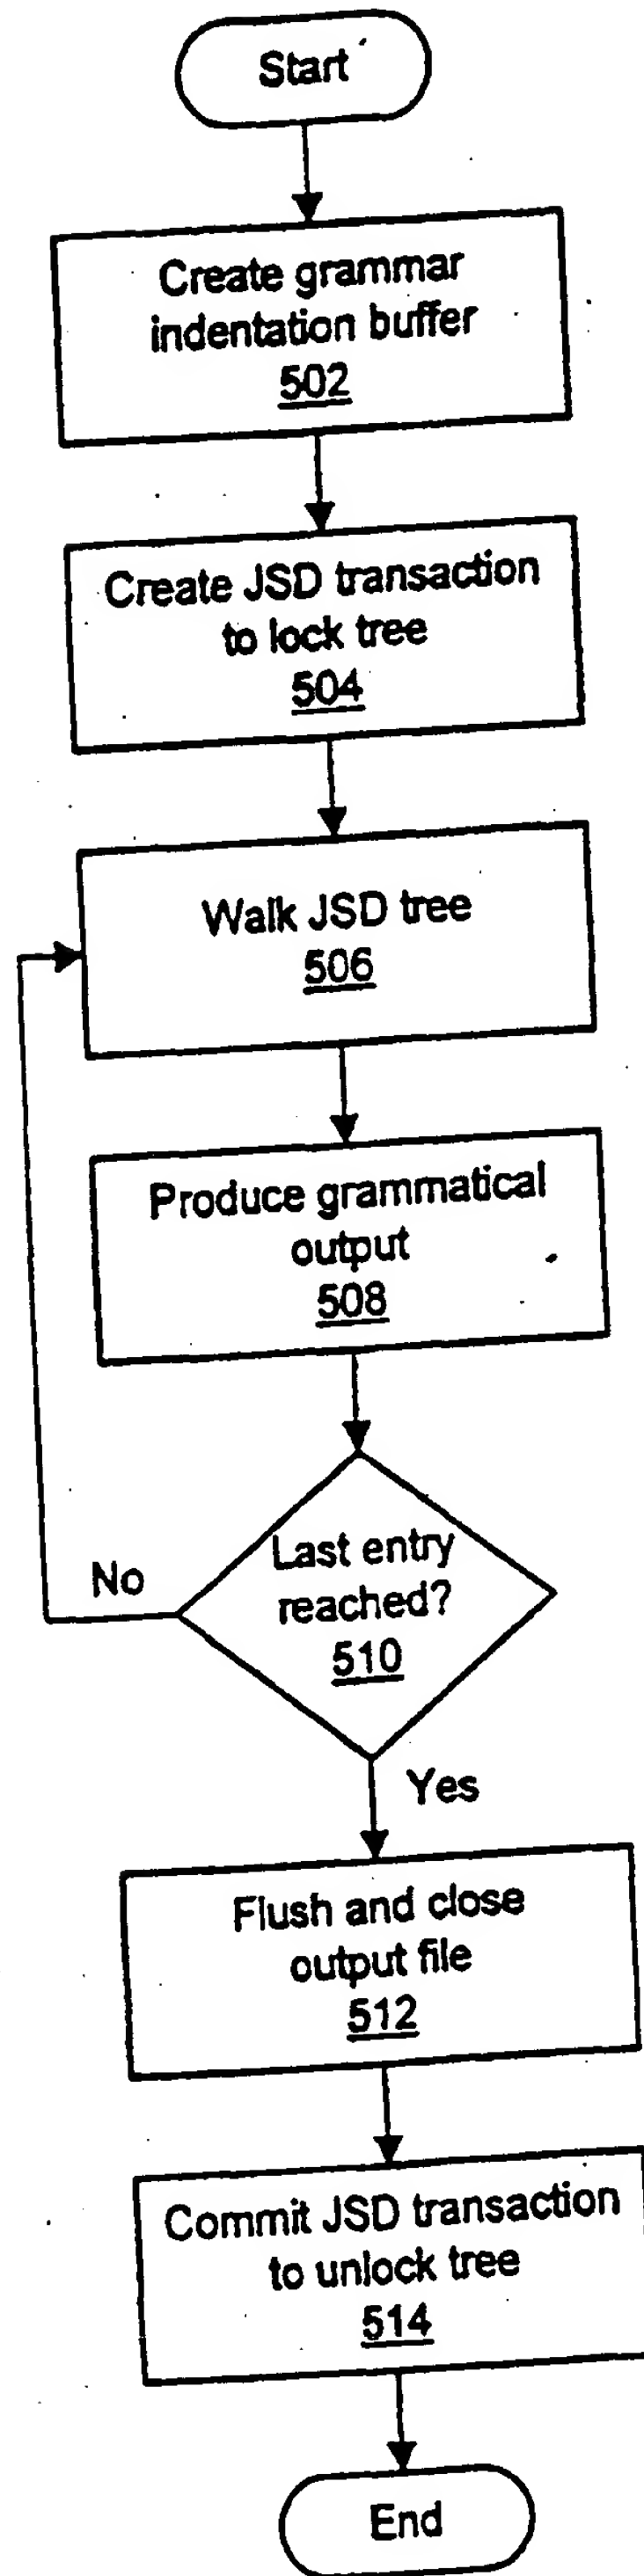 Start
Create grammar
indentation buffer
502
Create JSD transaction
to lock tree
504
Walk JSD tree
506
Produce grammatical
output
508
Last entry
reached?
510
No
Yes
Flush and close
output file
512
Commit JSD transaction
to unlock tree
514
End